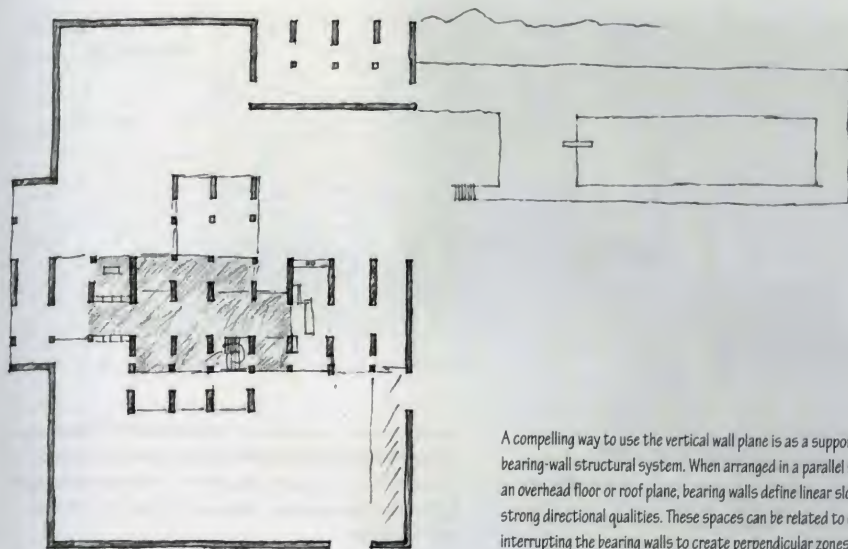 A compelling way to use the vertical wall plane is as a suppor
bearing-wall structural system. When arranged in a parallel
an overhead floor or roof plane, bearing walls define linear slo
strong directional qualities. These spaces can be related to
interrupting the bearing walls to create perpendicular zones